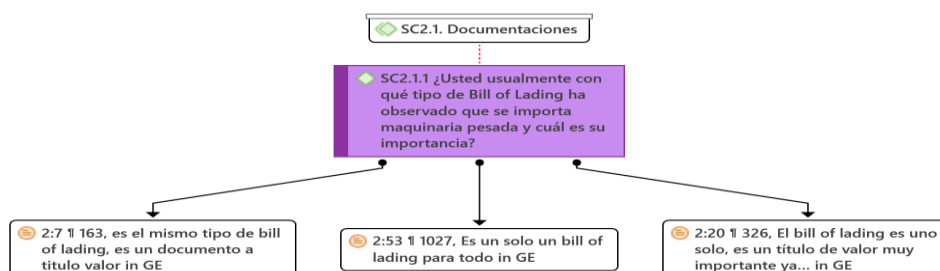 SC2.1. Documentaciones
SC2.1.1 ¿Usted usualmente con
qué tipo de Bill of Lading ha
observado que se importa
maquinaria pesada y cuál es su
importancia?
2:7 ¶ 163, es el mismo tipo de bill
of lading, es un documento a
titulo valor in GE
2:53 ¶ 1027, Es un solo un bill of
lading para todo in GE
2:20 ¶ 326, El bill of lading es uno
solo, es un título de valor muy
importante ya... in GE